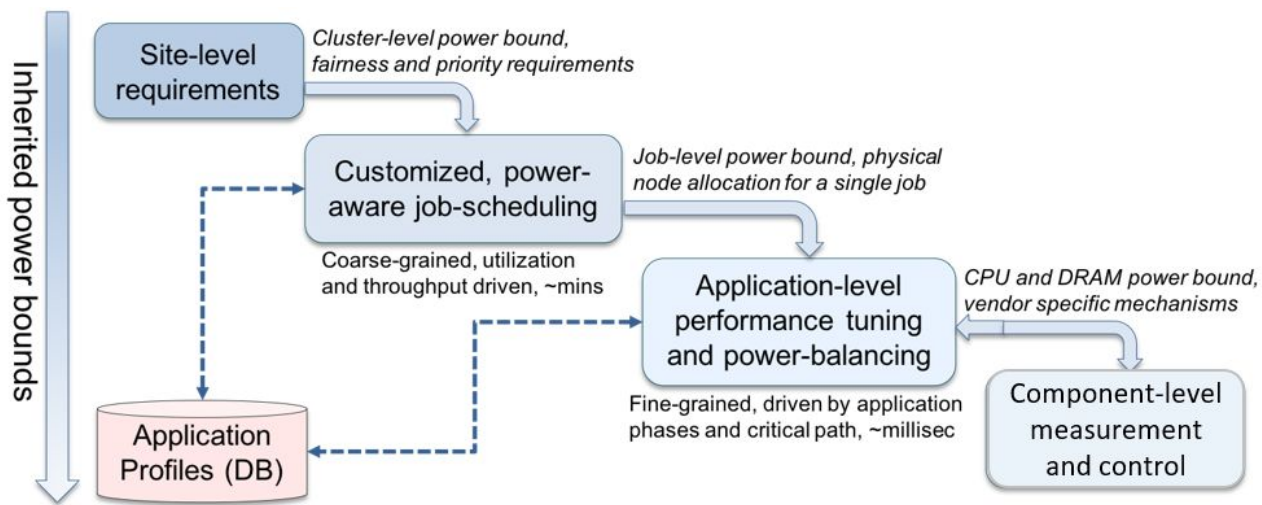 Inherited power bounds
Site-level
requirements
Cluster-level power bound,
fairness and priority requirements
Customized, power-
aware job-scheduling
Job-level power bound, physical
node allocation for a single job
Coarse-grained, utilization
and throughput driven, ~mins
Application-level
performance tuning
and power-balancing
CPU and DRAM power bound,
vendor specific mechanisms
Fine-grained, driven by application
phases and critical path, ~millisec
Component-level
measurement
and control
Application
Profiles (DB)